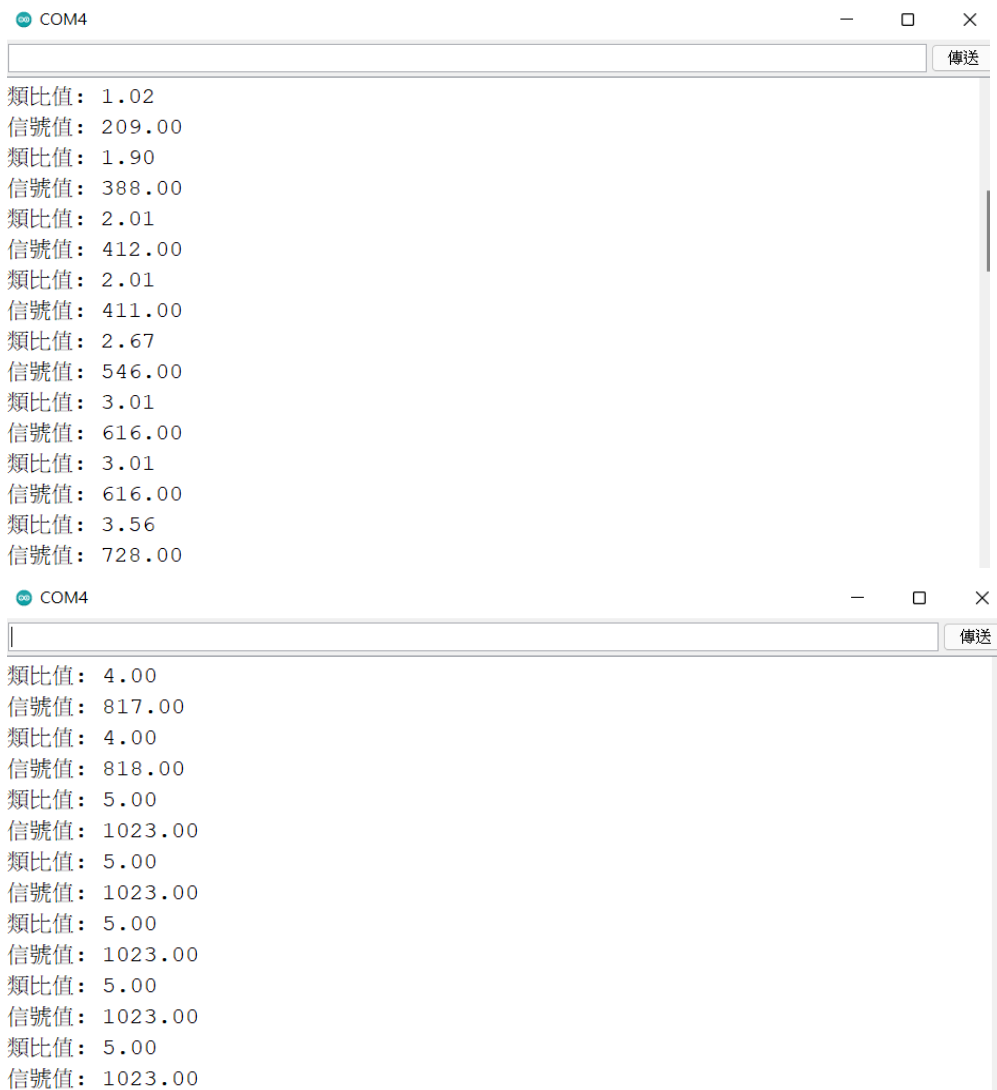 COM4
傳送
類比值: 1.02
信號值: 209.00
類比值: 1.90
信號值: 388.00
類比值: 2.01
信號值: 412.00
類比值: 2.01
信號值: 411.00
類比值: 2.67
信號值: 546.00
類比值: 3.01
信號值: 616.00
類比值: 3.01
信號值: 616.00
類比值: 3.56
信號值: 728.00
COM4
傳送
類比值: 4.00
信號值: 817.00
類比值: 4.00
信號值: 818.00
類比值: 5.00
信號值: 1023.00
類比值: 5.00
信號值: 1023.00
類比值: 5.00
信號值: 1023.00
類比值: 5.00
信號值: 1023.00
類比值: 5.00
信號值: 1023.00